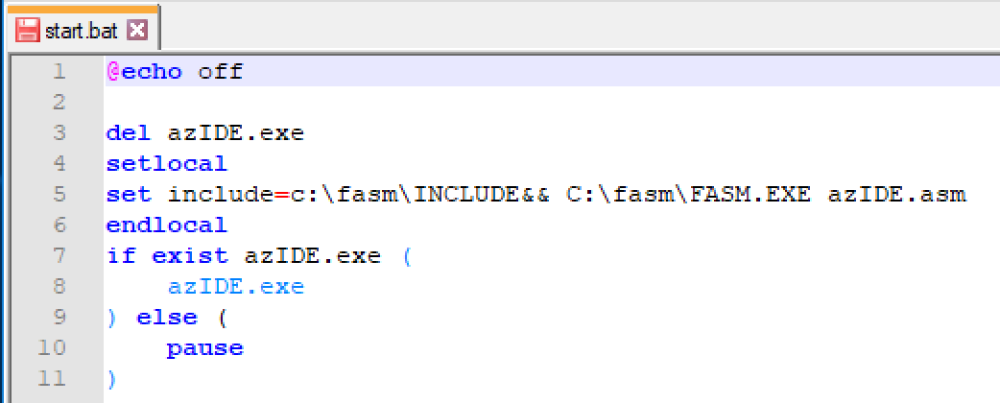 start.bat
1 @echo off
2
3 del azIDE.exe
4 setlocal
5 set include=c:\fasm\INCLUDE&& C:\fasm\FASM.EXE azIDE.asm
6 endlocal
7 if exist azIDE.exe (
8     azIDE.exe
9 ) else (
10     pause
11 )